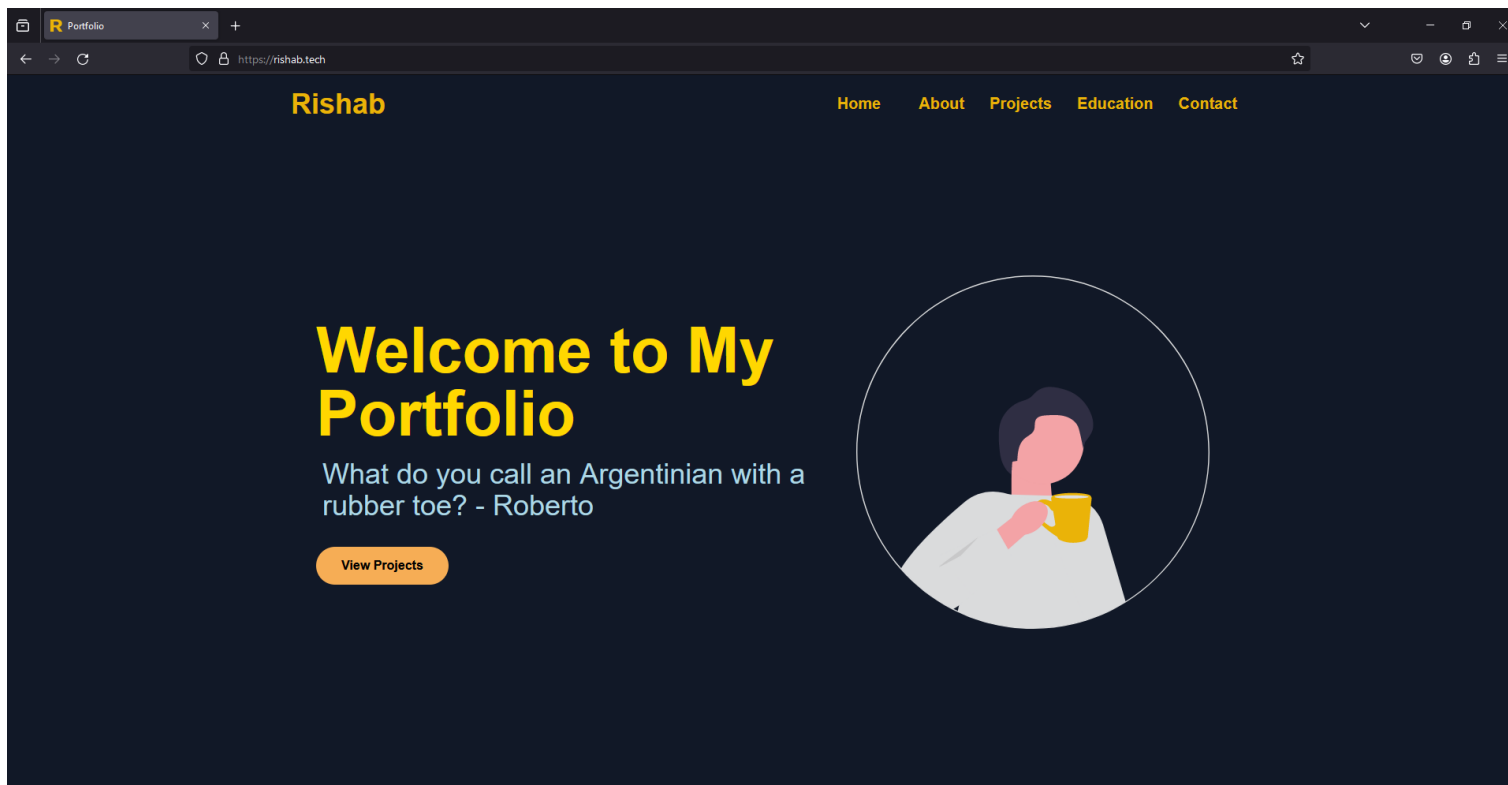 R Portfolio
https://rishab.tech
Rishab
Home About Projects Education Contact
Welcome to My
Portfolio
What do you call an Argentinian with a
rubber toe? - Roberto
View Projects